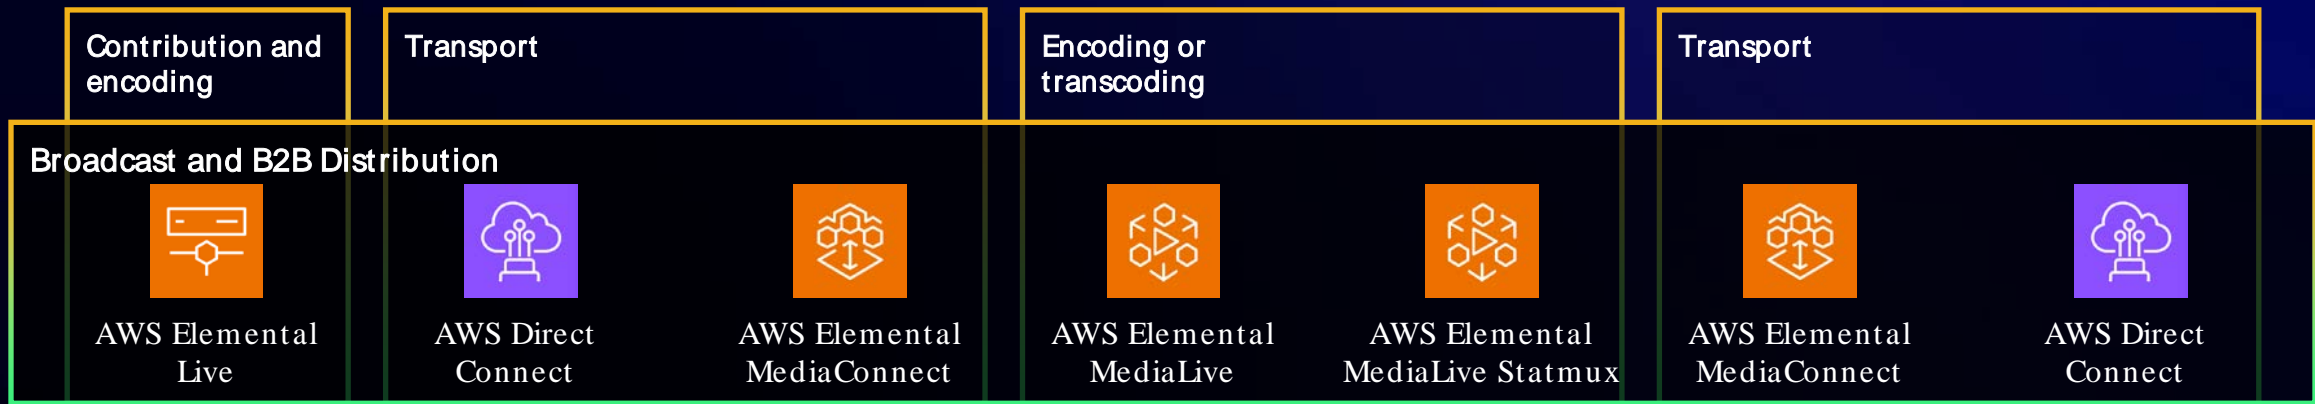 Contribution and
encoding
Transport
Encoding or
transcoding
Transport
Broadcast and B2B Distribution
AWS Elemental
Live
AWS Direct
Connect
AWS Elemental
MediaConnect
AWS Elemental
MediaLive
AWS Elemental
MediaLive Statmux
AWS Elemental
MediaConnect
AWS Direct
Connect